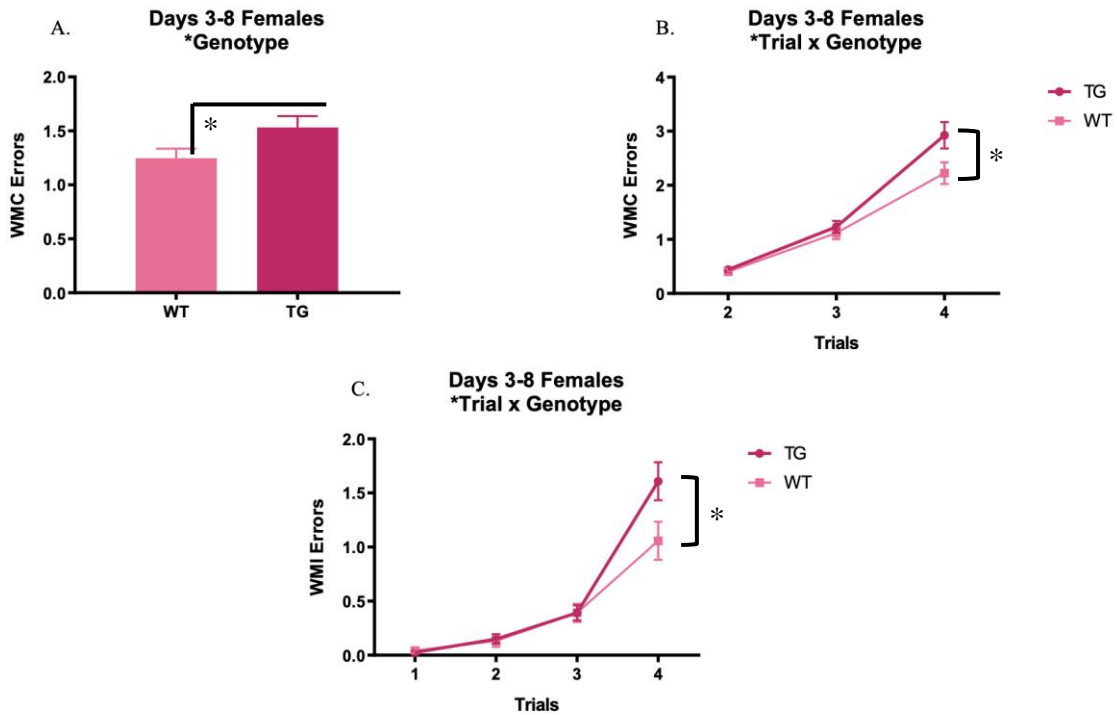 A.
Days 3-8 Females
*Genotype
2.0
1.5
1.0
0.5
0.0
WMC Errors
*
WT
TG
B.
Days 3-8 Females
*Trial x Genotype
4
3
2
1
0
WMC Errors
*
2
3
4
Trials
TG
WT
C.
Days 3-8 Females
*Trial x Genotype
2.0
1.5
1.0
0.5
0.0
WMI Errors
*
1
2
3
4
Trials
TG
WT